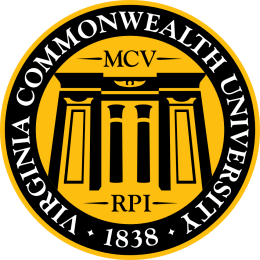 VIRGINIA COMMONWEALTH UNIVERSITY
MCV
RPI
· 1838 ·